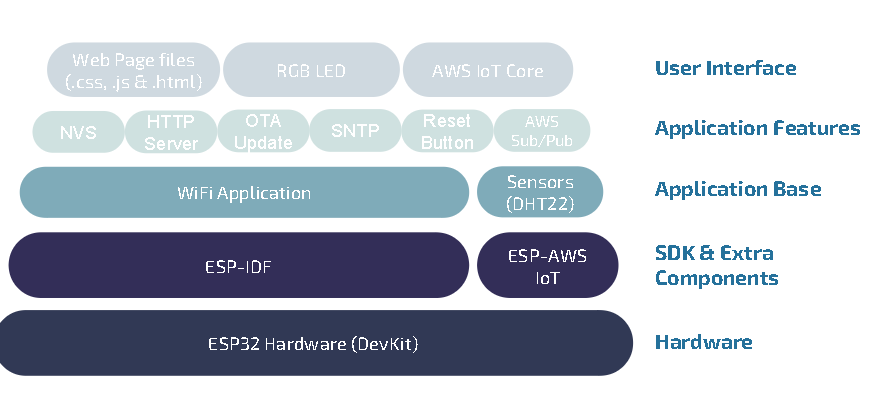 Web Page files
(.css, .js & .html)
RGB LED
AWS IoT Core
User Interface
NVS
HTTP
Server
OTA
Update
SNTP
Reset
Button
AWS
Sub/Pub
Application Features
WiFi Application
Sensors
(DHT22)
Application Base
ESP-IDF
ESP-AWS
IoT
SDK & Extra
Components
ESP32 Hardware (DevKit)
Hardware